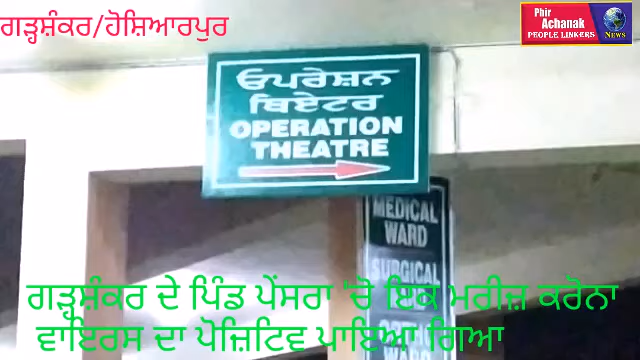 ਗੜ੍ਹਸ਼ੰਕਰ/ਹੋਸ਼ਿਆਰਪੁਰ
Phir
Achanak
PEOPLE LINKERS
News
ਓਪਰੇਸ਼ਨ
ਥਿਏਟਰ
OPERATION
THEATRE
MEDICAL
WARD
SURGICAL
ਗੜ੍ਹਸ਼ੰਕਰ ਦੇ ਪਿੰਡ ਪੇਂਸਰਾ 'ਚੋ ਇਕ ਮਰੀਜ਼ ਕਰੋਨਾ
ਵਾਇਰਸ ਦਾ ਪੋਜ਼ਿਟਿਵ ਪਾਇਆ ਗਿਆ